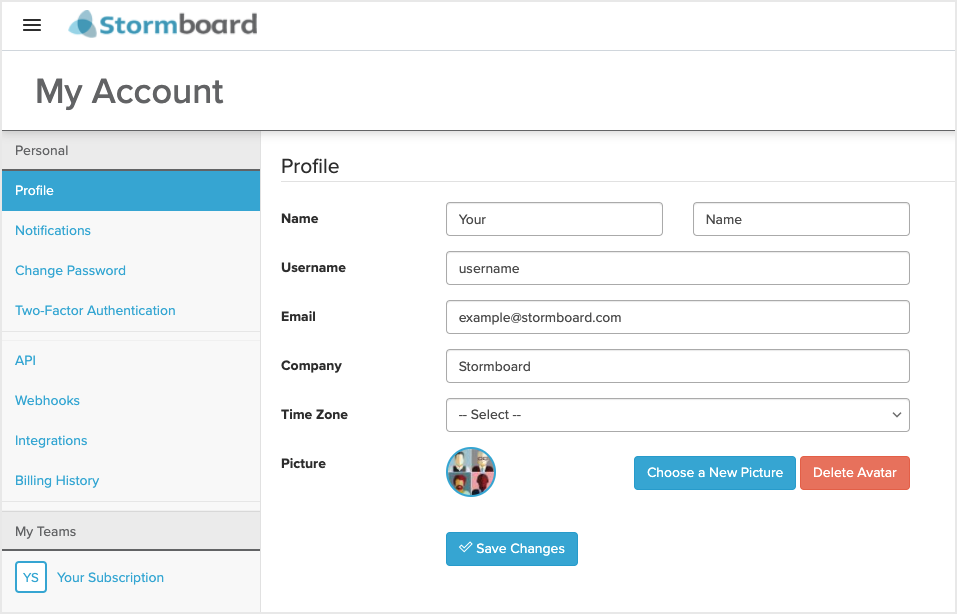 Stormboard
My Account
Personal
Profile
Notifications
Change Password
Two-Factor Authentication
API
Webhooks
Integrations
Billing History
My Teams
YS Your Subscription
Profile
Name Your Name
Username username
Email example@stormboard.com
Company Stormboard
Time Zone -- Select --
Picture Choose a New Picture Delete Avatar
Save Changes